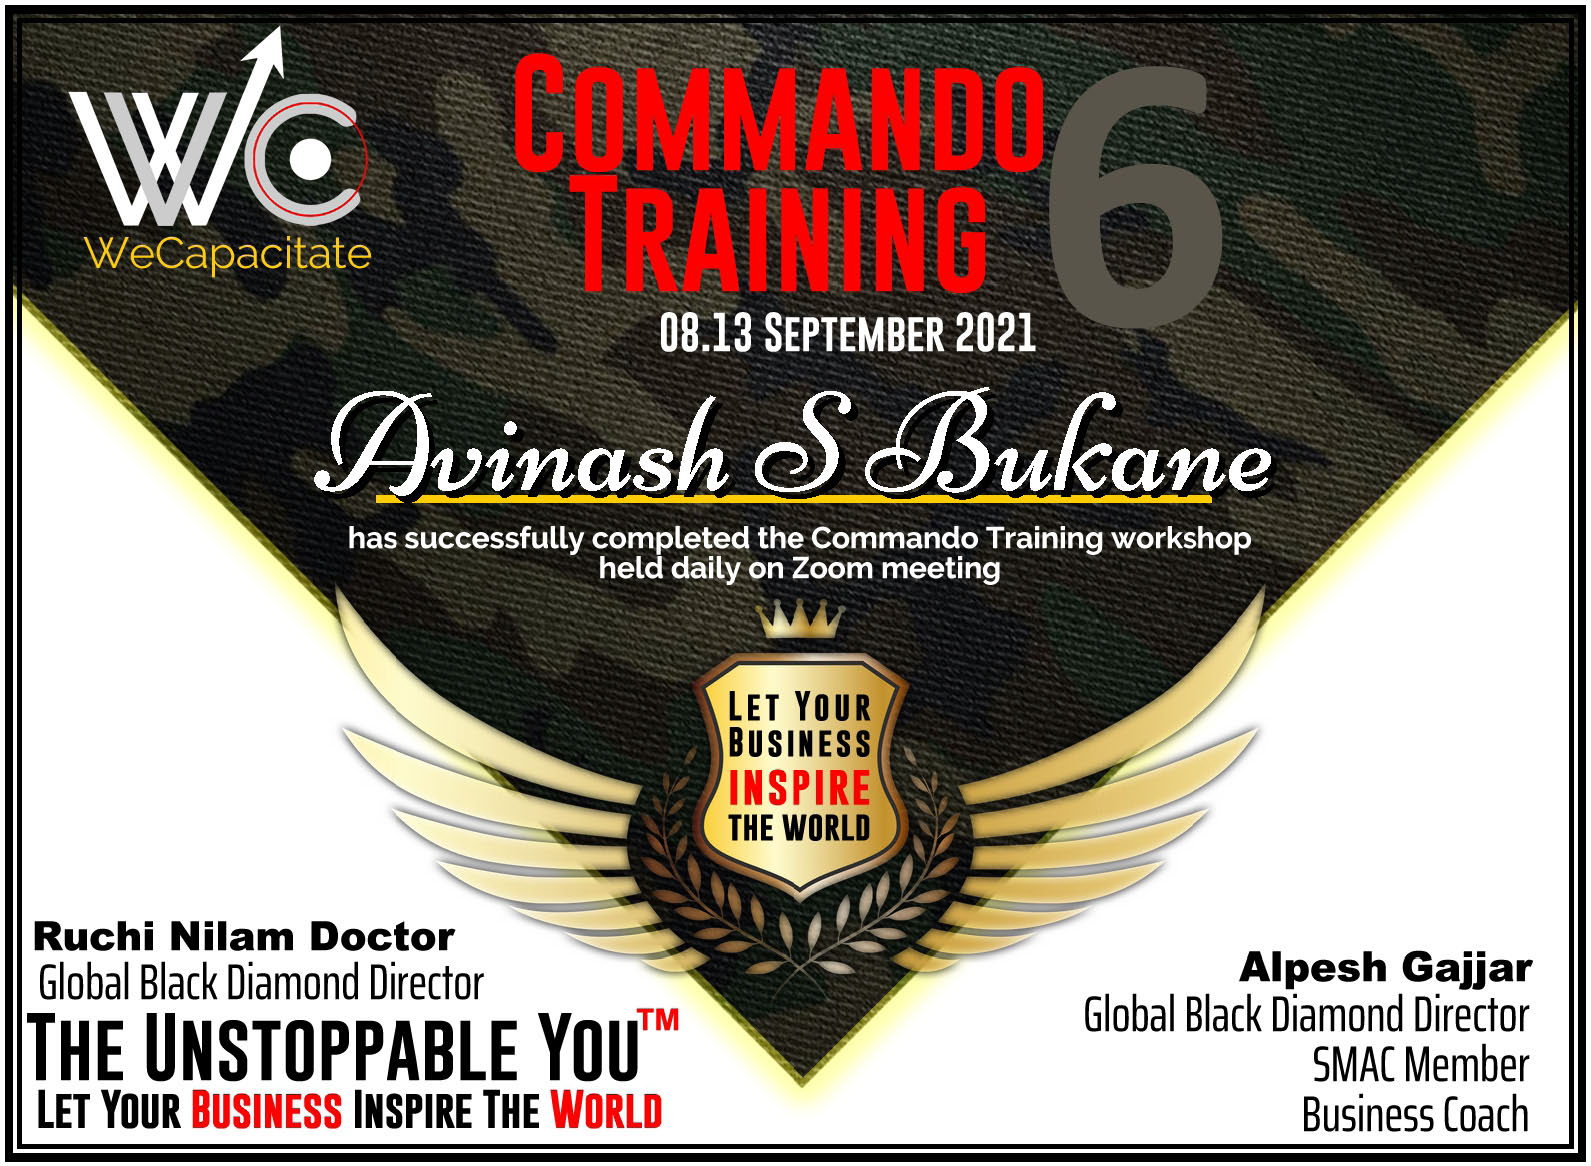 WC
WeCapacitate
COMMANDO
TRAINING
6
08.13 SEPTEMBER 2021
Avinash S Bukane
has successfully completed the Commando Training workshop
held daily on Zoom meeting
LET YOUR
BUSINESS
INSPIRE
THE WORLD
Ruchi Nilam Doctor
Global Black Diamond Director
THE UNSTOPPABLE YOU™
LET YOUR BUSINESS INSPIRE THE WORLD
Alpesh Gajjar
Global Black Diamond Director
SMAC Member
Business Coach